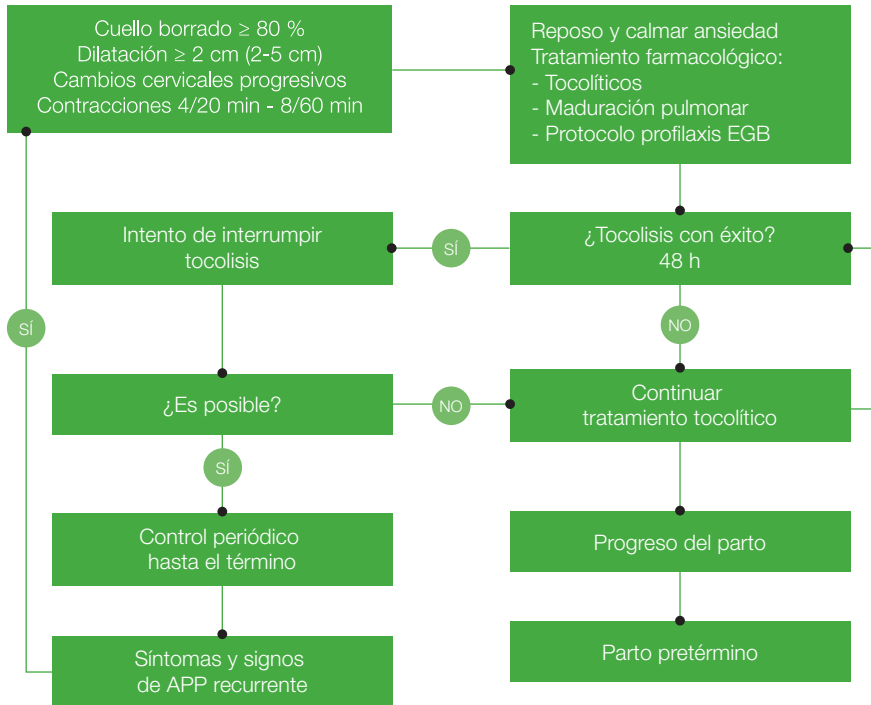 Cuello borrado ≥ 80 %
Dilatación ≥ 2 cm (2-5 cm)
Cambios cervicales progresivos
Contracciones 4/20 min - 8/60 min
Reposo y calmar ansiedad
Tratamiento farmacológico:
- Tocolíticos
- Maduración pulmonar
- Protocolo profilaxis EGB
Intento de interrumpir
tocolisis
SÍ
¿Tocolisis con éxito?
48 h
SÍ
NO
¿Es posible?
NO
Continuar
tratamiento tocolítico
SÍ
Control periódico
hasta el término
Progreso del parto
Síntomas y signos
de APP recurrente
Parto pretérmino